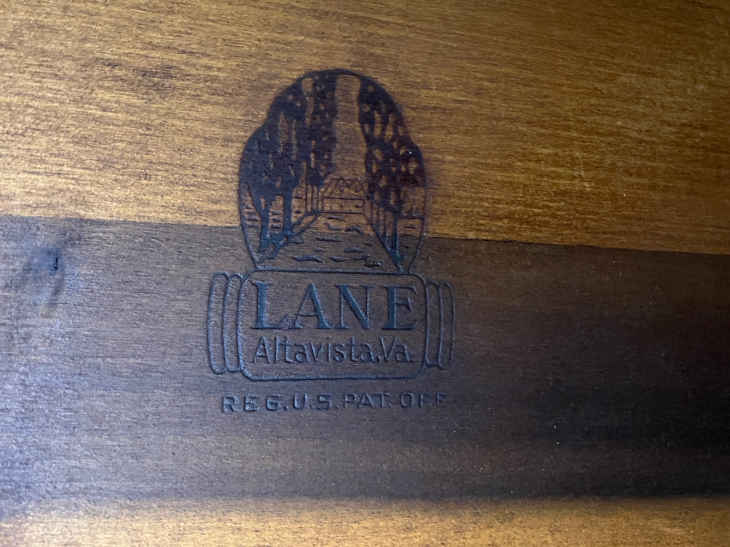 LANE
Altavista, Va.
REG. U.S. PAT. OFF.